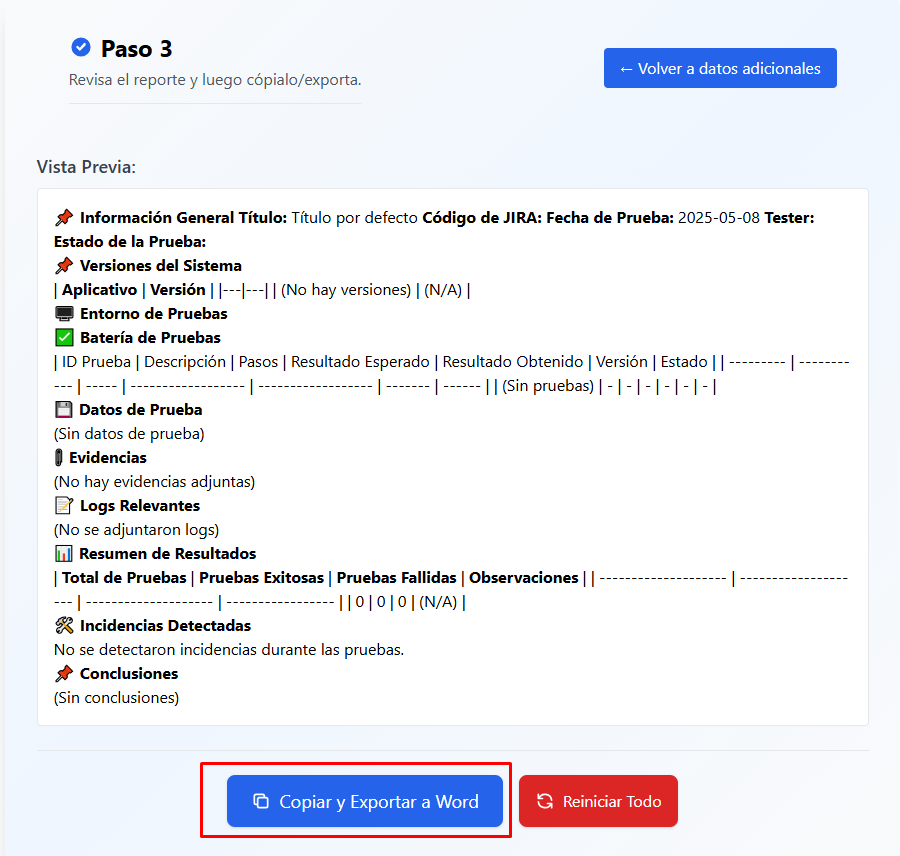 Paso 3
Revisa el reporte y luego cópialo/exporta.
← Volver a datos adicionales
Vista Previa:
📌 Información General Título: Título por defecto Código de JIRA: Fecha de Prueba: 2025-05-08 Tester:
Estado de la Prueba:
📌 Versiones del Sistema
| Aplicativo | Versión | |---|---| | (No hay versiones) | (N/A) |
🖥️ Entorno de Pruebas
✅ Batería de Pruebas
| ID Prueba | Descripción | Pasos | Resultado Esperado | Resultado Obtenido | Versión | Estado | | --------- | --------
--- | ----- | ------------------ | ------------------ | ------- | ------ | | (Sin pruebas) | - | - | - | - | - | - |
💾 Datos de Prueba
(Sin datos de prueba)
📎 Evidencias
(No hay evidencias adjuntas)
📝 Logs Relevantes
(No se adjuntaron logs)
📊 Resumen de Resultados
| Total de Pruebas | Pruebas Exitosas | Pruebas Fallidas | Observaciones | | -------------------- | -----------------
--- | -------------------- | ----------------- | | 0 | 0 | 0 | (N/A) |
🛠️ Incidencias Detectadas
No se detectaron incidencias durante las pruebas.
📌 Conclusiones
(Sin conclusiones)
Copiar y Exportar a Word
Reiniciar Todo